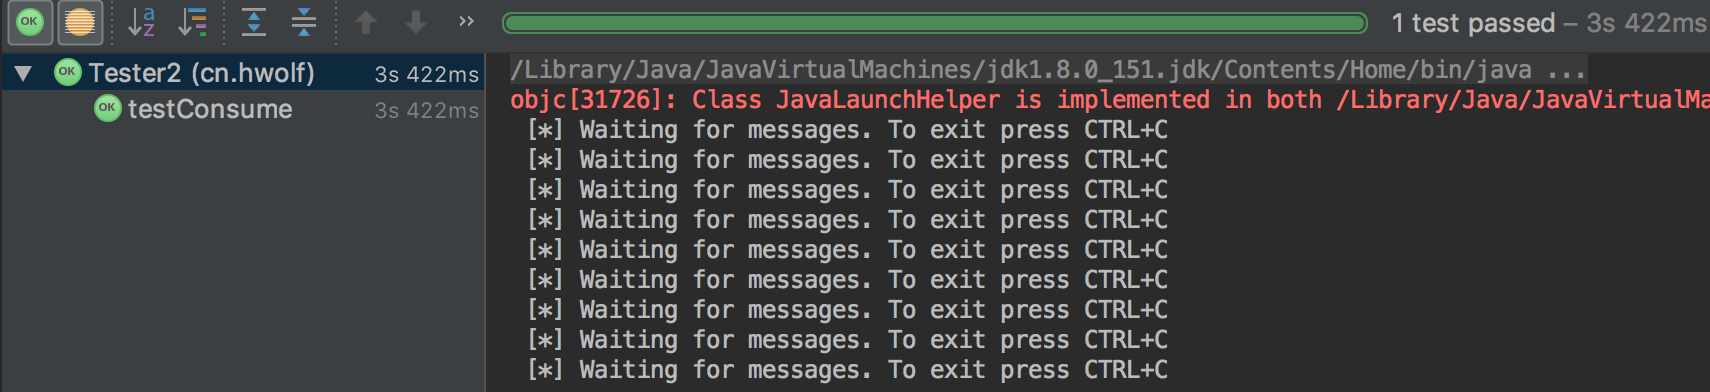 OK
a
z
»
1 test passed – 3s 422ms
OK Tester2 (cn.hwolf) 3s 422ms
OK testConsume 3s 422ms
/Library/Java/JavaVirtualMachines/jdk1.8.0_151.jdk/Contents/Home/bin/java ...
objc[31726]: Class JavaLaunchHelper is implemented in both /Library/Java/JavaVirtualMa
[*] Waiting for messages. To exit press CTRL+C
[*] Waiting for messages. To exit press CTRL+C
[*] Waiting for messages. To exit press CTRL+C
[*] Waiting for messages. To exit press CTRL+C
[*] Waiting for messages. To exit press CTRL+C
[*] Waiting for messages. To exit press CTRL+C
[*] Waiting for messages. To exit press CTRL+C
[*] Waiting for messages. To exit press CTRL+C
[*] Waiting for messages. To exit press CTRL+C